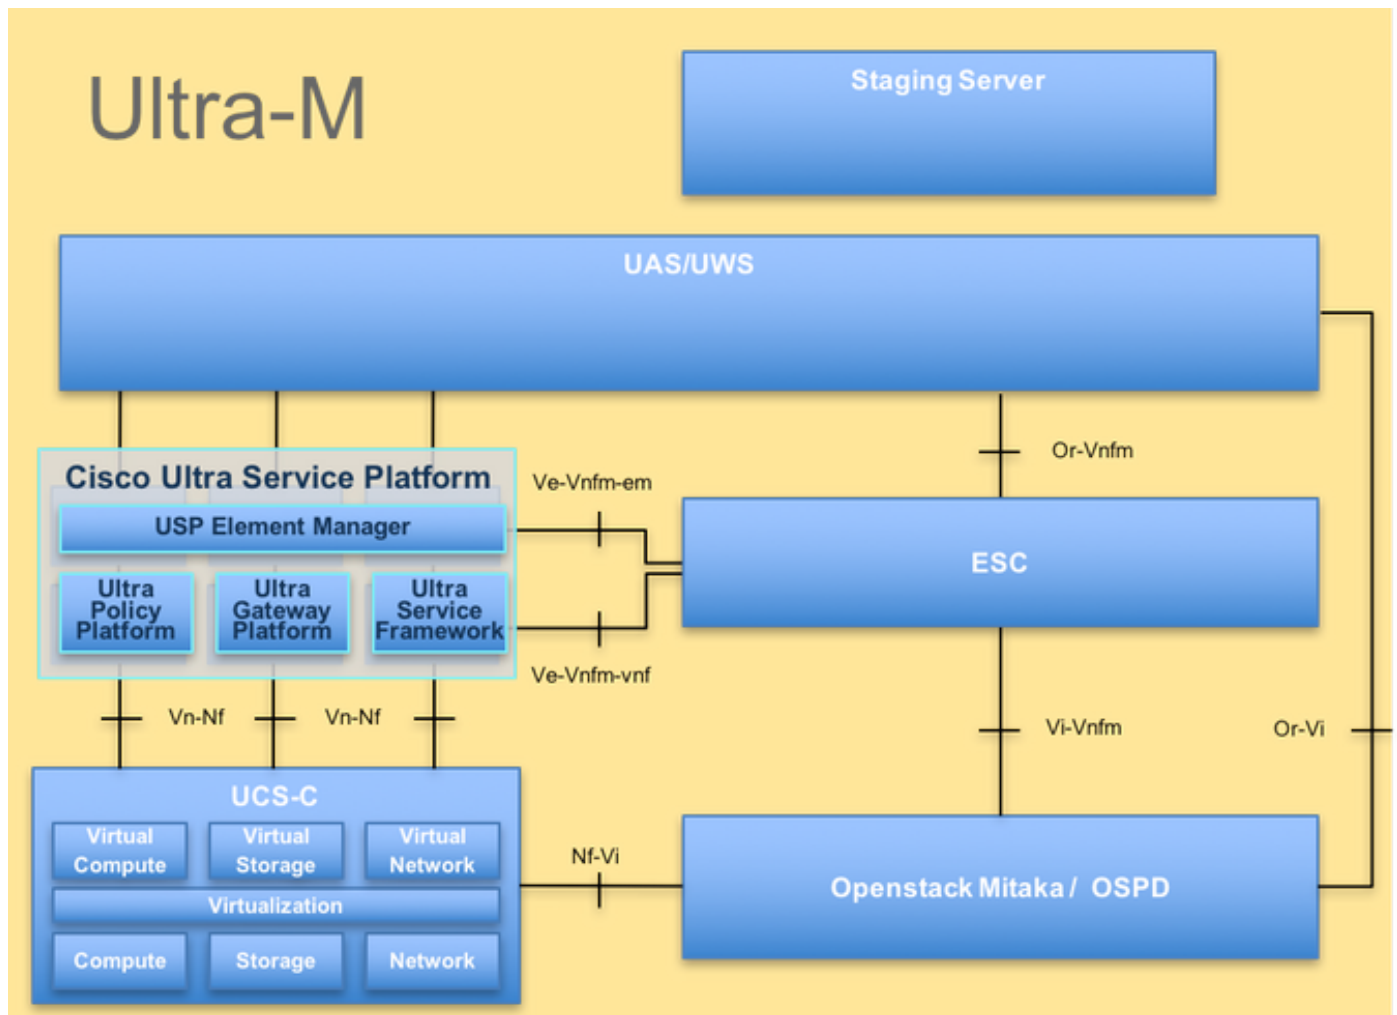 Ultra-M
Staging Server
UAS/UWS
Or-Vnfm
Cisco Ultra Service Platform
Ve-Vnfm-em
USP Element Manager
ESC
Ultra
Policy
Platform
Ultra
Gateway
Platform
Ultra
Service
Framework
Ve-Vnfm-vnf
Vn-Nf
Vn-Nf
Vi-Vnfm
Or-Vi
UCS-C
Virtual
Compute
Virtual
Storage
Virtual
Network
Nf-Vi
Openstack Mitaka / OSPD
Virtualization
Compute
Storage
Network